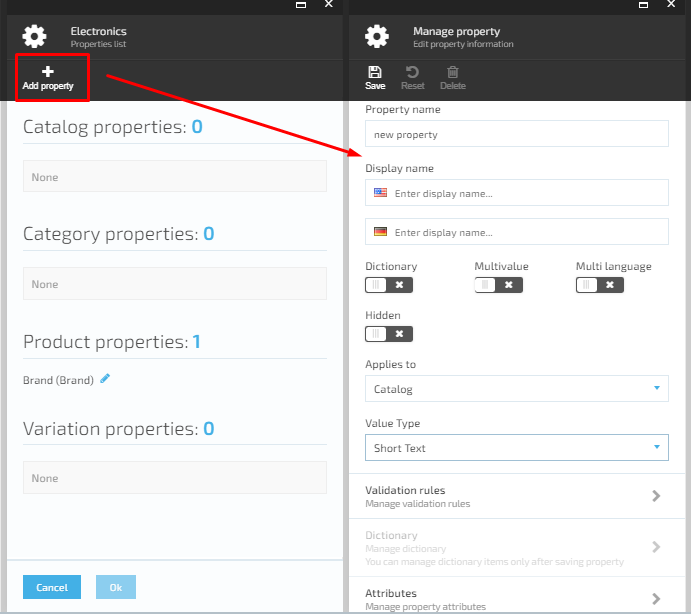 Electronics
Properties list
Add property
Catalog properties: 0
None
Category properties: 0
None
Product properties: 1
Brand (Brand)
Variation properties: 0
None
Cancel
Ok
Manage property
Edit property information
Save Reset Delete
Property name
new property
Display name
Enter display name...
Enter display name...
Dictionary Multivalue Multi language
Hidden
Applies to
Catalog
Value Type
Short Text
Validation rules
Manage validation rules
Dictionary
Manage dictionary
You can manage dictionary items only after saving property
Attributes
Manage property attributes